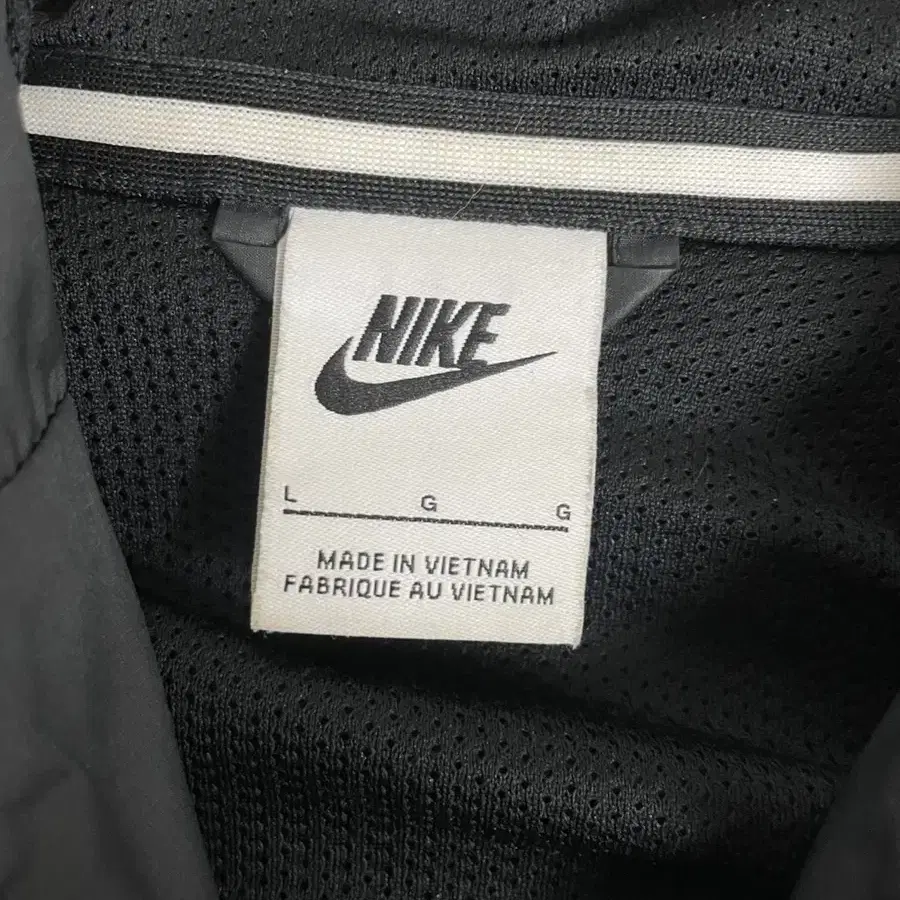 NIKE
L G G
MADE IN VIETNAM
FABRIQUE AU VIETNAM